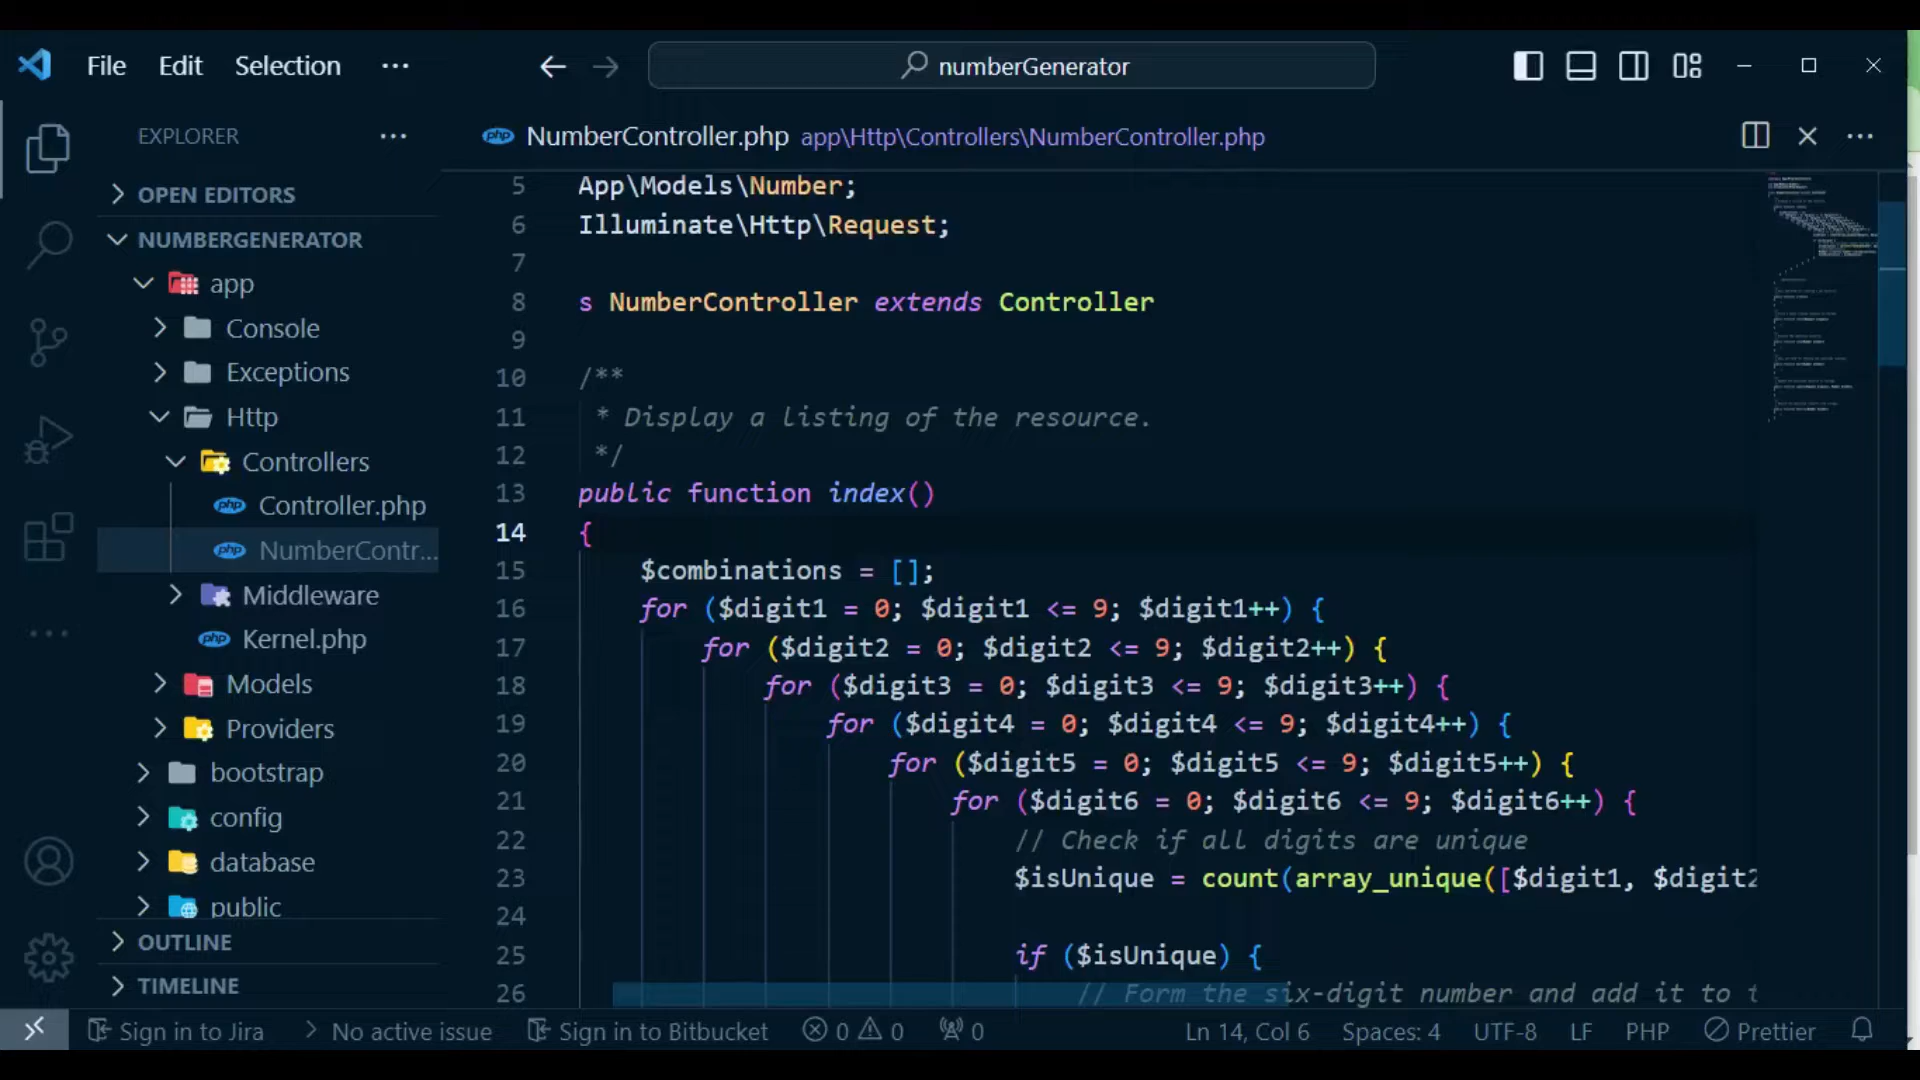 File Edit Selection ···
numberGenerator
EXPLORER ···
OPEN EDITORS
NUMBERGENERATOR
app
Console
Exceptions
Http
Controllers
php Controller.php
php NumberContr...
Middleware
php Kernel.php
Models
Providers
bootstrap
config
database
public
OUTLINE
TIMELINE
php NumberController.php app\Http\Controllers\NumberController.php
5 App\Models\Number;
6 Illuminate\Http\Request;
7
8 s NumberController extends Controller
9
10 /**
11 * Display a listing of the resource.
12 */
13 public function index()
14 {
15 $combinations = [];
16 for ($digit1 = 0; $digit1 <= 9; $digit1++) {
17 for ($digit2 = 0; $digit2 <= 9; $digit2++) {
18 for ($digit3 = 0; $digit3 <= 9; $digit3++) {
19 for ($digit4 = 0; $digit4 <= 9; $digit4++) {
20 for ($digit5 = 0; $digit5 <= 9; $digit5++) {
21 for ($digit6 = 0; $digit6 <= 9; $digit6++) {
22 // Check if all digits are unique
23 $isUnique = count(array_unique([$digit1, $digit2
24
25 if ($isUnique) {
26 // Form the six-digit number and add it to t
Sign in to Jira > No active issue Sign in to Bitbucket 0 0 0 Ln 14, Col 6 Spaces: 4 UTF-8 LF PHP Prettier